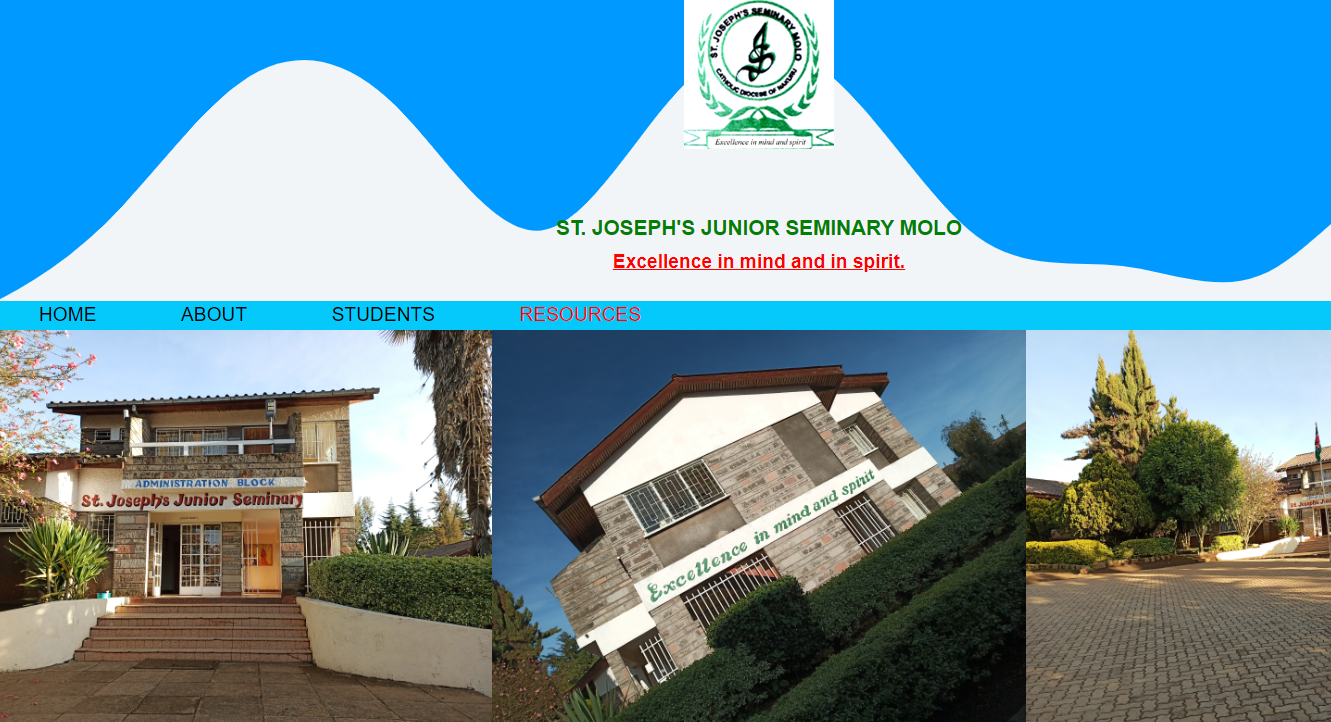 ST. JOSEPH'S SEMINARY MOLO
CATHOLIC DIOCESE OF NAKURU
Excellence in mind and spirit
ST. JOSEPH'S JUNIOR SEMINARY MOLO
Excellence in mind and in spirit.
HOME ABOUT STUDENTS RESOURCES
ADMINISTRATION BLOCK
St. Joseph's Junior Seminary
Excellence in mind and spirit